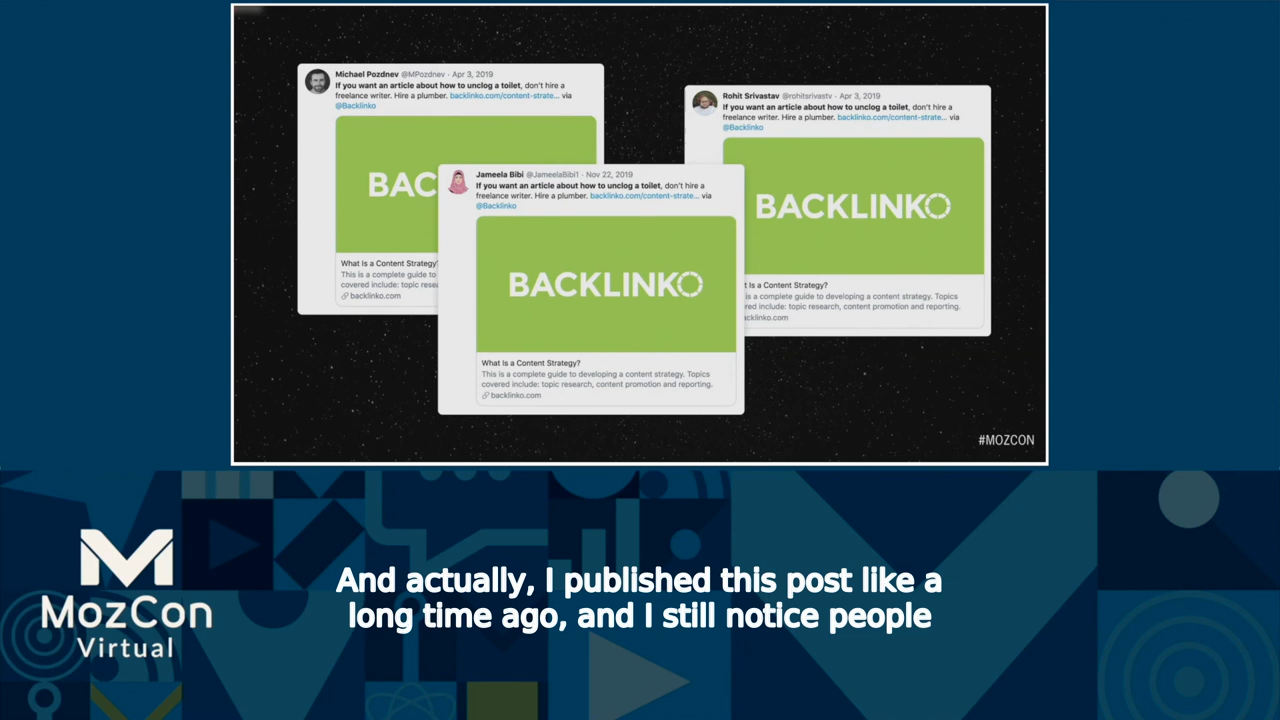 Michael Pozdnev @MPozdnev · Apr 3, 2019
If you want an article about how to unclog a toilet, don't hire a
freelance writer. Hire a plumber. backlinko.com/content-strate... via
@Backlinko
BAC
What Is a Content Strategy?
This is a complete guide to
covered include: topic resea
backlinko.com
Jameela Bibi @JameelaBibi1 · Nov 22, 2019
If you want an article about how to unclog a toilet, don't hire a
freelance writer. Hire a plumber. backlinko.com/content-strate... via
@Backlinko
BACKLINKO
What Is a Content Strategy?
This is a complete guide to developing a content strategy. Topics
covered include: topic research, content promotion and reporting.
backlinko.com
Rohit Srivastav @rohitsrivastv · Apr 3, 2019
If you want an article about how to unclog a toilet, don't hire a
freelance writer. Hire a plumber. backlinko.com/content-strate... via
@Backlinko
BACKLINKO
t Is a Content Strategy?
is a complete guide to developing a content strategy. Topics
red include: topic research, content promotion and reporting.
acklinko.com
#MOZCON
M
MozCon
Virtual
And actually, I published this post like a
long time ago, and I still notice people